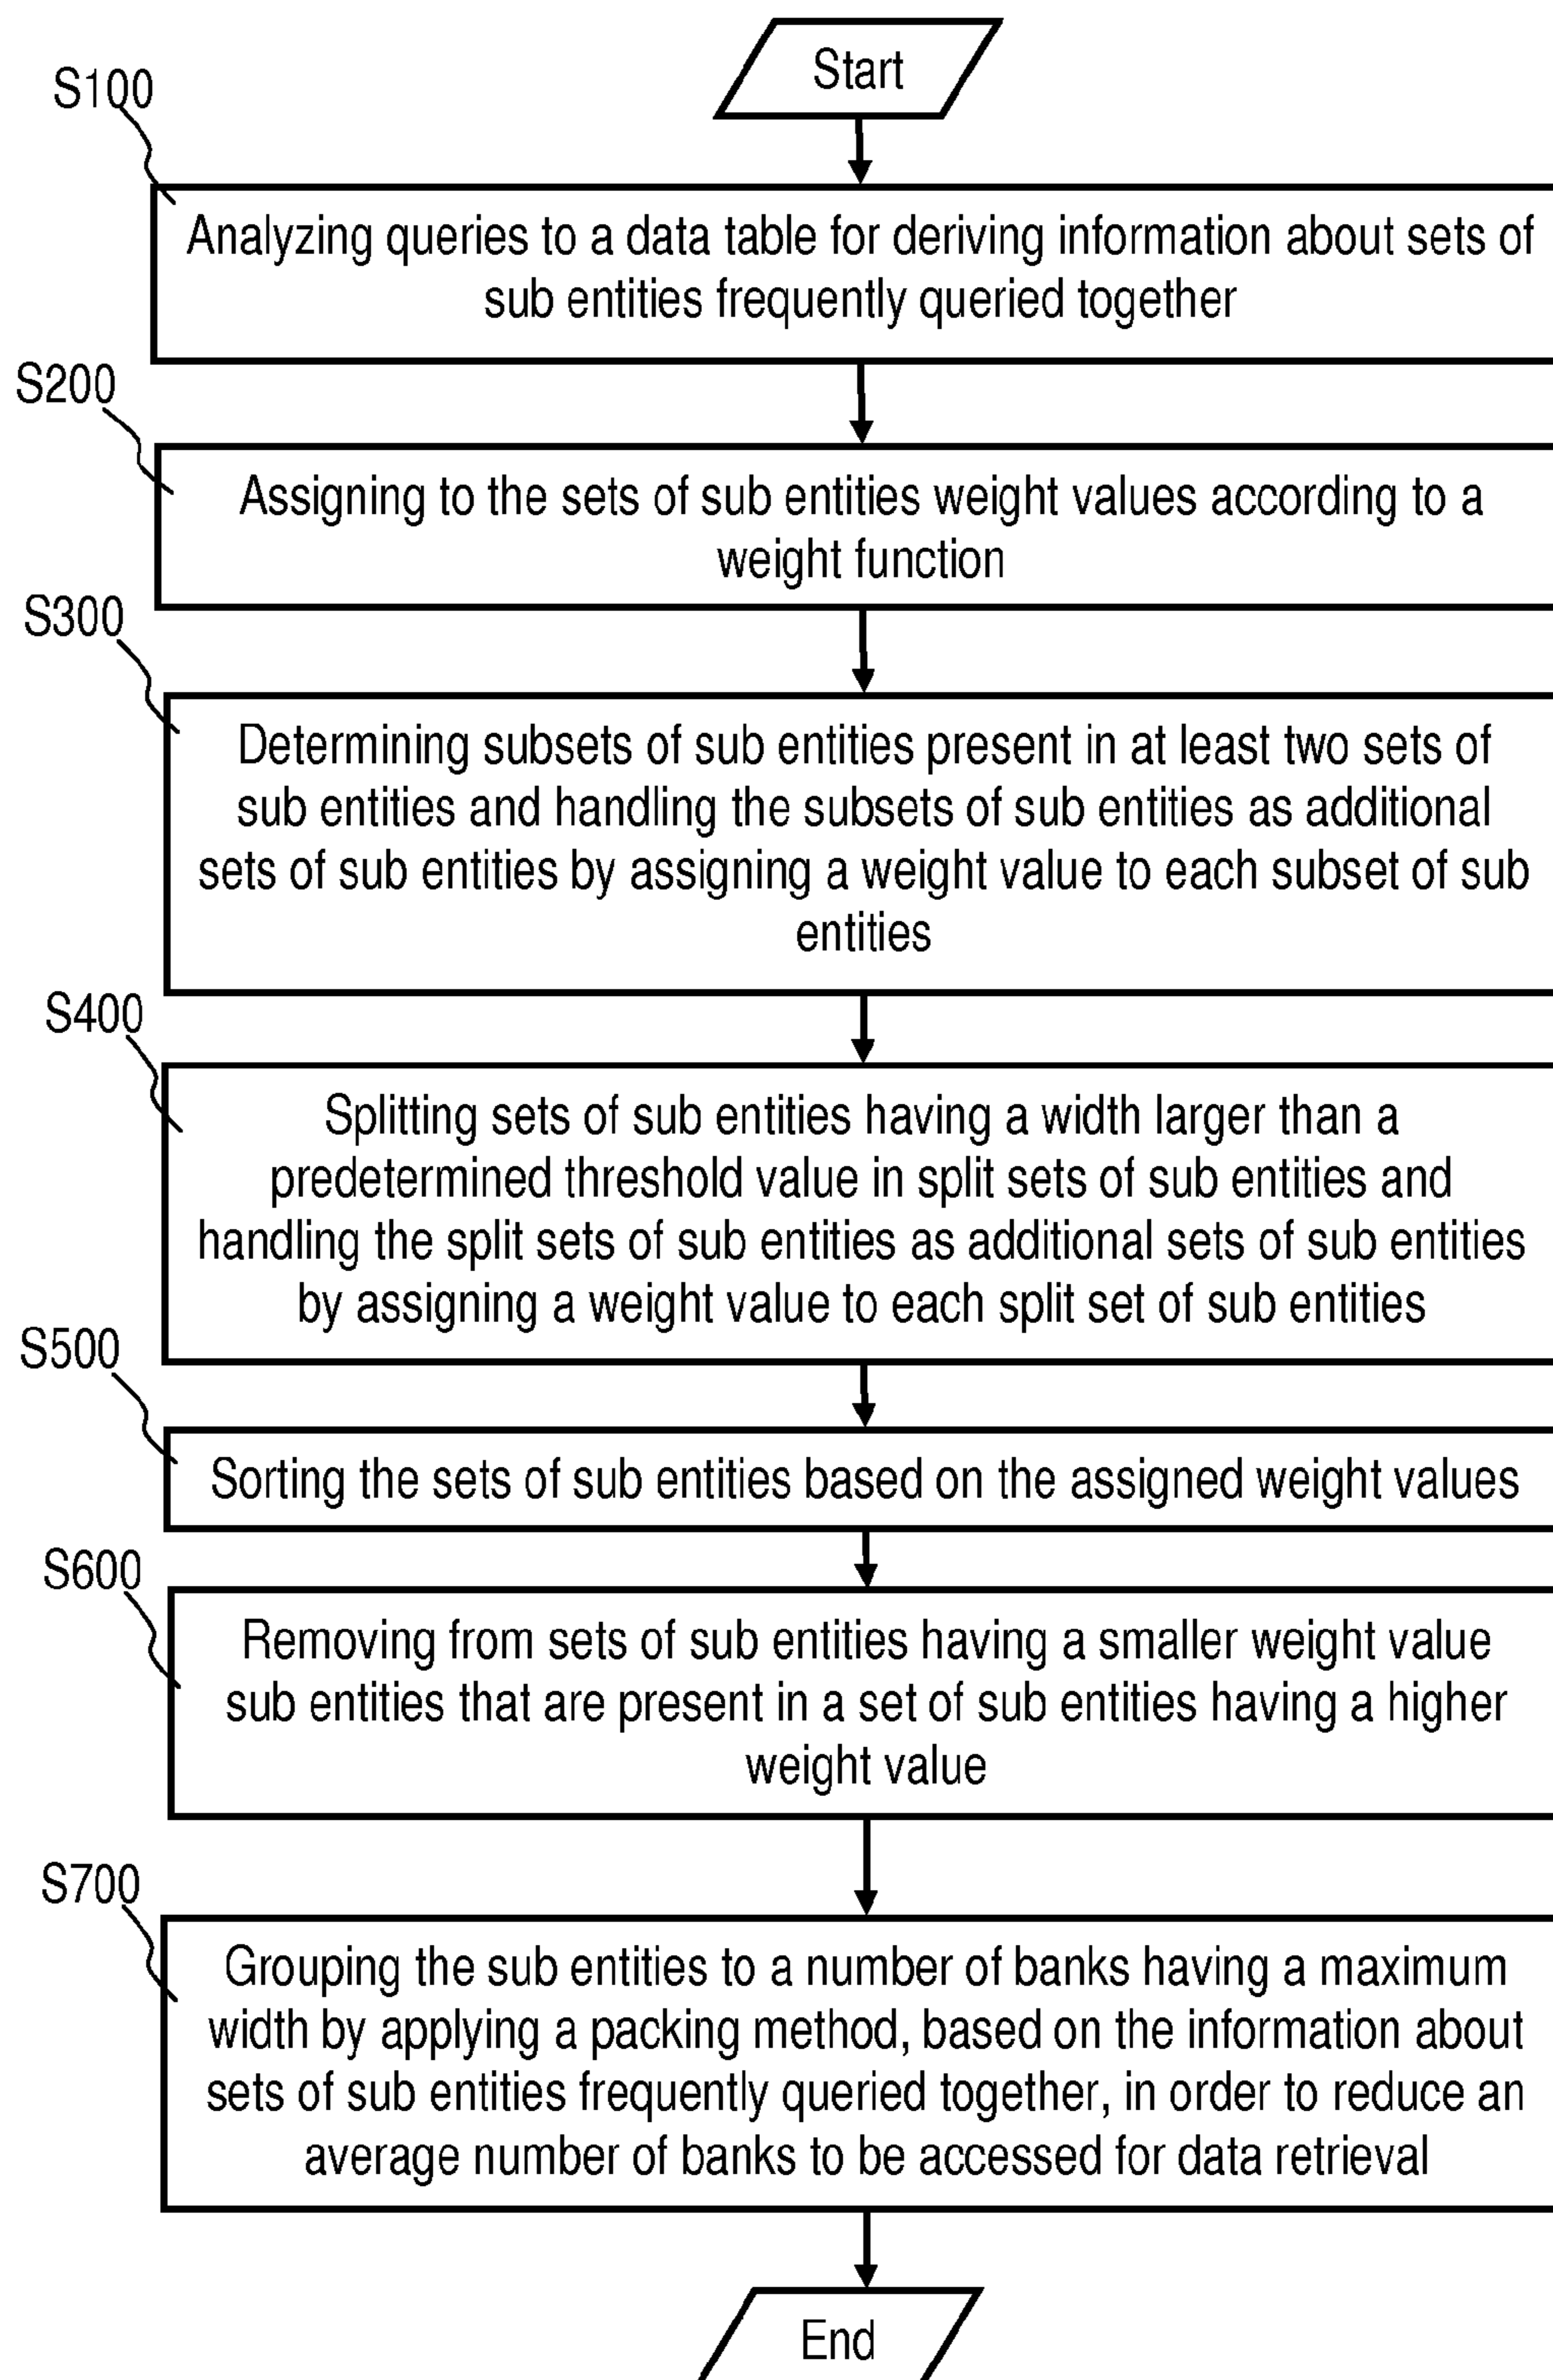 Start
S100
Analyzing queries to a data table for deriving information about sets of
sub entities frequently queried together
S200
Assigning to the sets of sub entities weight values according to a
weight function
S300
Determining subsets of sub entities present in at least two sets of
sub entities and handling the subsets of sub entities as additional
sets of sub entities by assigning a weight value to each subset of sub
entities
S400
Splitting sets of sub entities having a width larger than a
predetermined threshold value in split sets of sub entities and
handling the split sets of sub entities as additional sets of sub entities
by assigning a weight value to each split set of sub entities
S500
Sorting the sets of sub entities based on the assigned weight values
S600
Removing from sets of sub entities having a smaller weight value
sub entities that are present in a set of sub entities having a higher
weight value
S700
Grouping the sub entities to a number of banks having a maximum
width by applying a packing method, based on the information about
sets of sub entities frequently queried together, in order to reduce an
average number of banks to be accessed for data retrieval
End